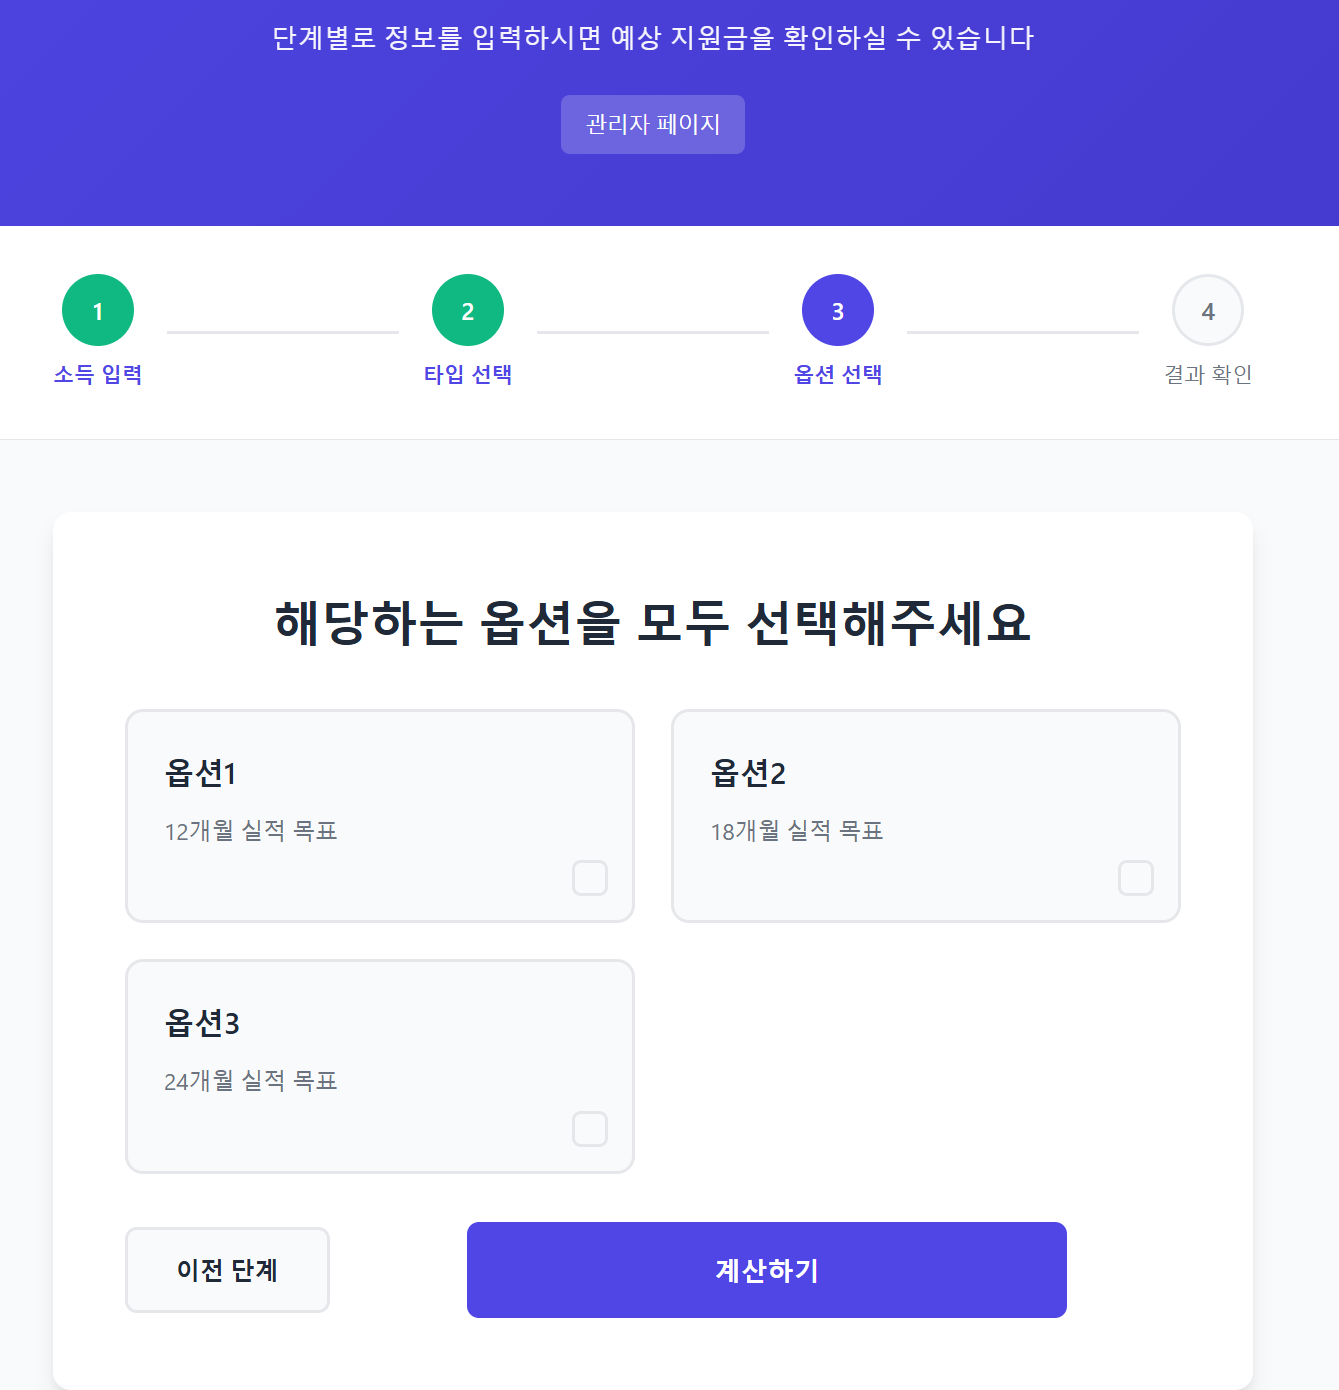 단계별로 정보를 입력하시면 예상 지원금을 확인하실 수 있습니다
관리자 페이지
1
2
3
4
소득 입력
타입 선택
옵션 선택
결과 확인
해당하는 옵션을 모두 선택해주세요
옵션1
12개월 실적 목표
옵션2
18개월 실적 목표
옵션3
24개월 실적 목표
이전 단계
계산하기